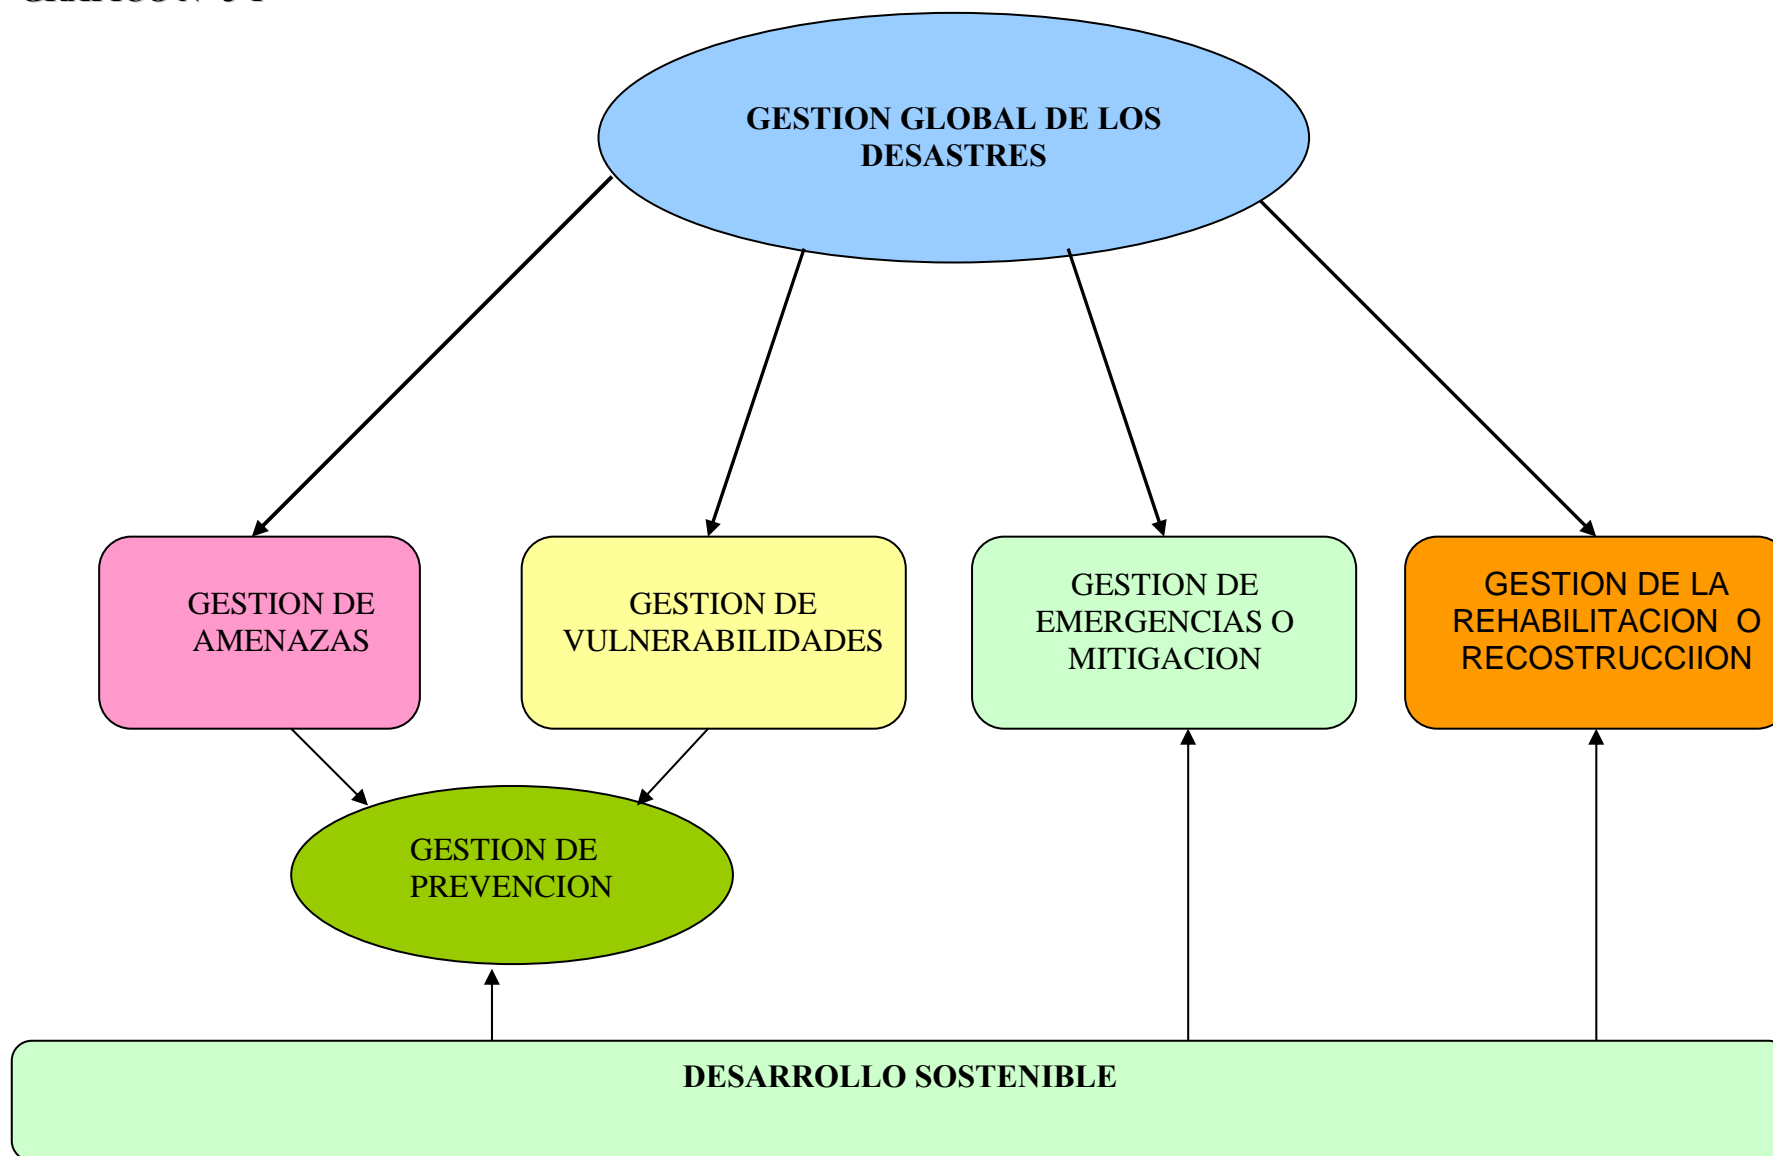 GESTION GLOBAL DE LOS
DESASTRES
GESTION DE
AMENAZAS
GESTION DE
VULNERABILIDADES
GESTION DE
EMERGENCIAS O
MITIGACION
GESTION DE LA
REHABILITACION O
RECOSTRUCCIION
GESTION DE
PREVENCION
DESARROLLO SOSTENIBLE